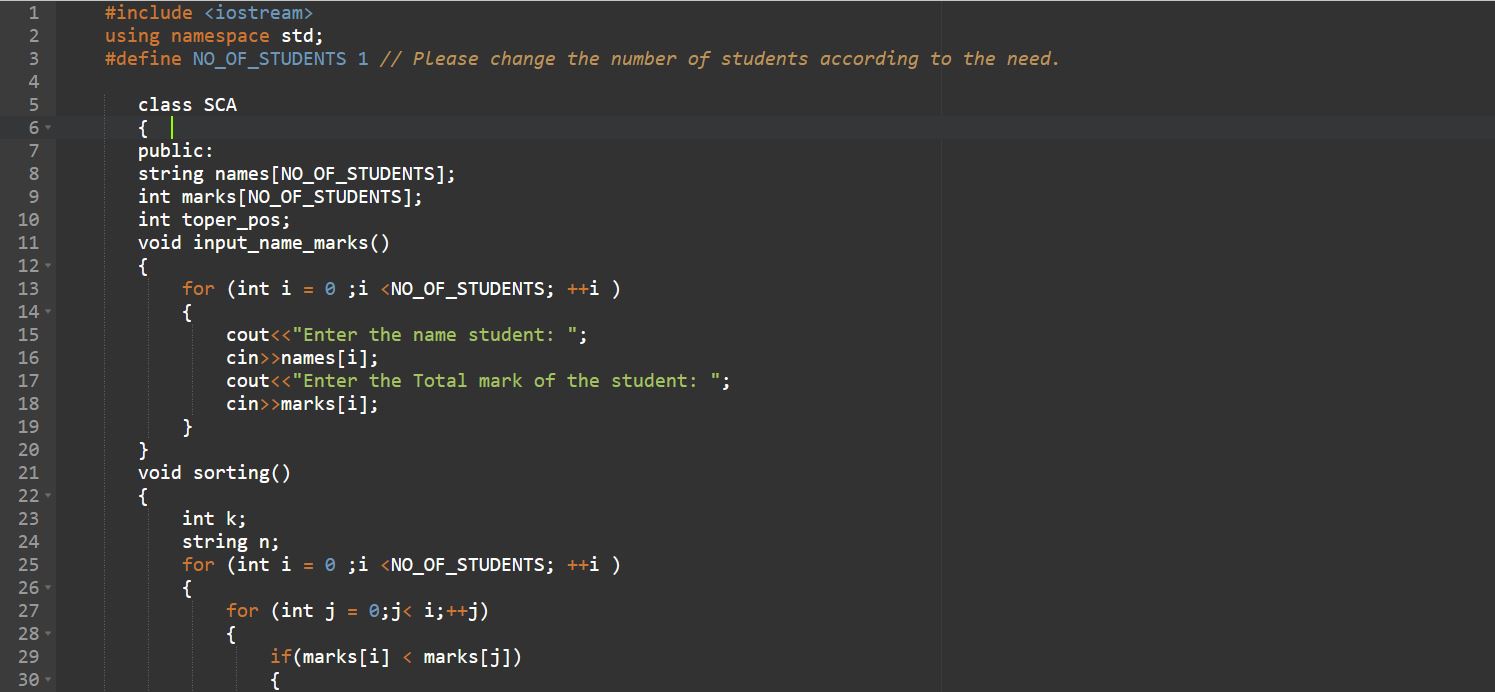 1 #include <iostream>
2 using namespace std;
3 #define NO_OF_STUDENTS 1 // Please change the number of students according to the need.
4
5 class SCA
6 {
7 public:
8 string names[NO_OF_STUDENTS];
9 int marks[NO_OF_STUDENTS];
10 int toper_pos;
11 void input_name_marks()
12 {
13 for (int i = 0 ;i <NO_OF_STUDENTS; ++i )
14 {
15 cout<<"Enter the name student: ";
16 cin>>names[i];
17 cout<<"Enter the Total mark of the student: ";
18 cin>>marks[i];
19 }
20 }
21 void sorting()
22 {
23 int k;
24 string n;
25 for (int i = 0 ;i <NO_OF_STUDENTS; ++i )
26 {
27 for (int j = 0;j< i;++j)
28 {
29 if(marks[i] < marks[j])
30 {